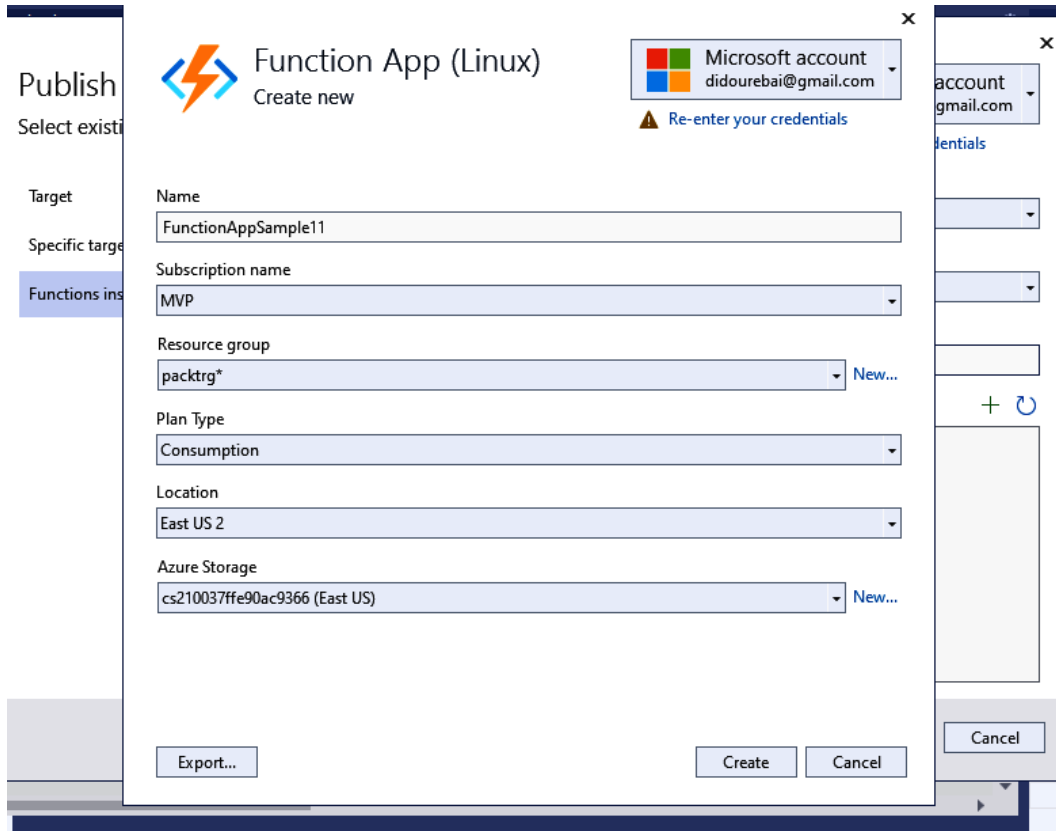 Function App (Linux)
Create new
Microsoft account
didourebai@gmail.com
Re-enter your credentials
Name
FunctionAppSample11
Subscription name
MVP
Resource group
packtrg*
New...
Plan Type
Consumption
Location
East US 2
Azure Storage
cs210037ffe90ac9366 (East US)
New...
Export...
Create
Cancel
Publish
Select existi
Target
Specific targe
Functions ins
account
gmail.com
dentials
Cancel